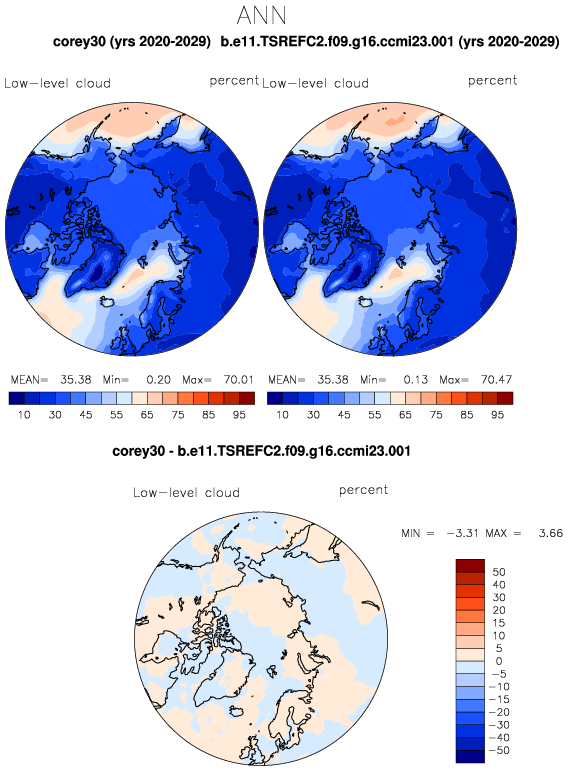 ANN
corey30 (yrs 2020-2029) b.e11.TSREFC2.f09.g16.ccmi23.001 (yrs 2020-2029)
Low-level cloud percent Low-level cloud percent
MEAN= 35.38 Min= 0.20 Max= 70.01 MEAN= 35.38 Min= 0.13 Max= 70.47
10 30 45 55 65 75 85 95 10 30 45 55 65 75 85 95
corey30 - b.e11.TSREFC2.f09.g16.ccmi23.001
Low-level cloud percent
MIN = -3.31 MAX = 3.66
50
40
30
20
10
5
0
-5
-10
-15
-20
-30
-40
-50